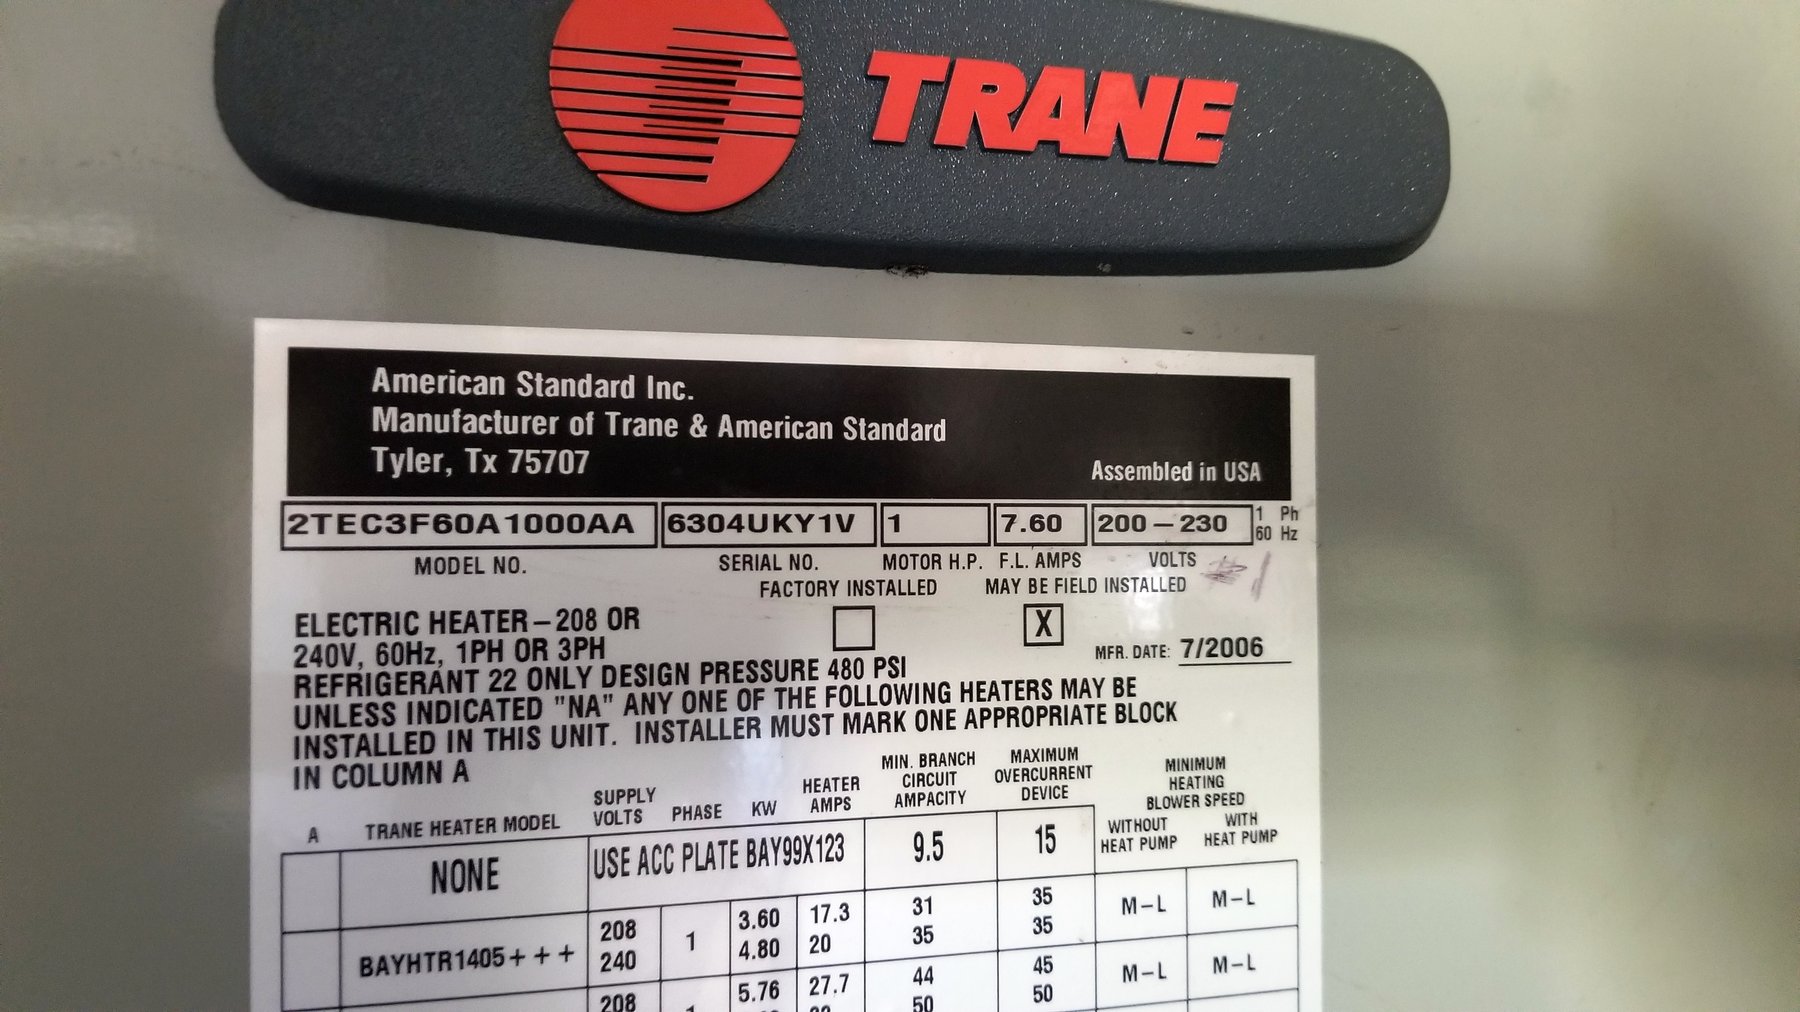 TRANE
American Standard Inc.
Manufacturer of Trane & American Standard
Tyler, Tx 75707
Assembled in USA
2TEC3F60A1000AA 6304UKY1V 1 7.60 200-230 1 Ph
60 Hz
MODEL NO. SERIAL NO. MOTOR H.P. F.L. AMPS VOLTS #1
FACTORY INSTALLED MAY BE FIELD INSTALLED
ELECTRIC HEATER-208 OR X
240V, 60Hz, 1PH OR 3PH MFR. DATE: 7/2006
REFRIGERANT 22 ONLY DESIGN PRESSURE 480 PSI
UNLESS INDICATED "NA" ANY ONE OF THE FOLLOWING HEATERS MAY BE
INSTALLED IN THIS UNIT. INSTALLER MUST MARK ONE APPROPRIATE BLOCK
IN COLUMN A
A TRANE HEATER MODEL SUPPLY VOLTS PHASE KW HEATER AMPS MIN. BRANCH CIRCUIT AMPACITY MAXIMUM OVERCURRENT DEVICE MINIMUM HEATING BLOWER SPEED WITHOUT HEAT PUMP WITH HEAT PUMP
NONE USE ACC PLATE BAY99X123 9.5 15
BAYHTR1405+++ 208 1 3.60 17.3 31 35 M-L M-L
240 4.80 20 35 35
208 5.76 27.7 44 45 M-L M-L
50 50